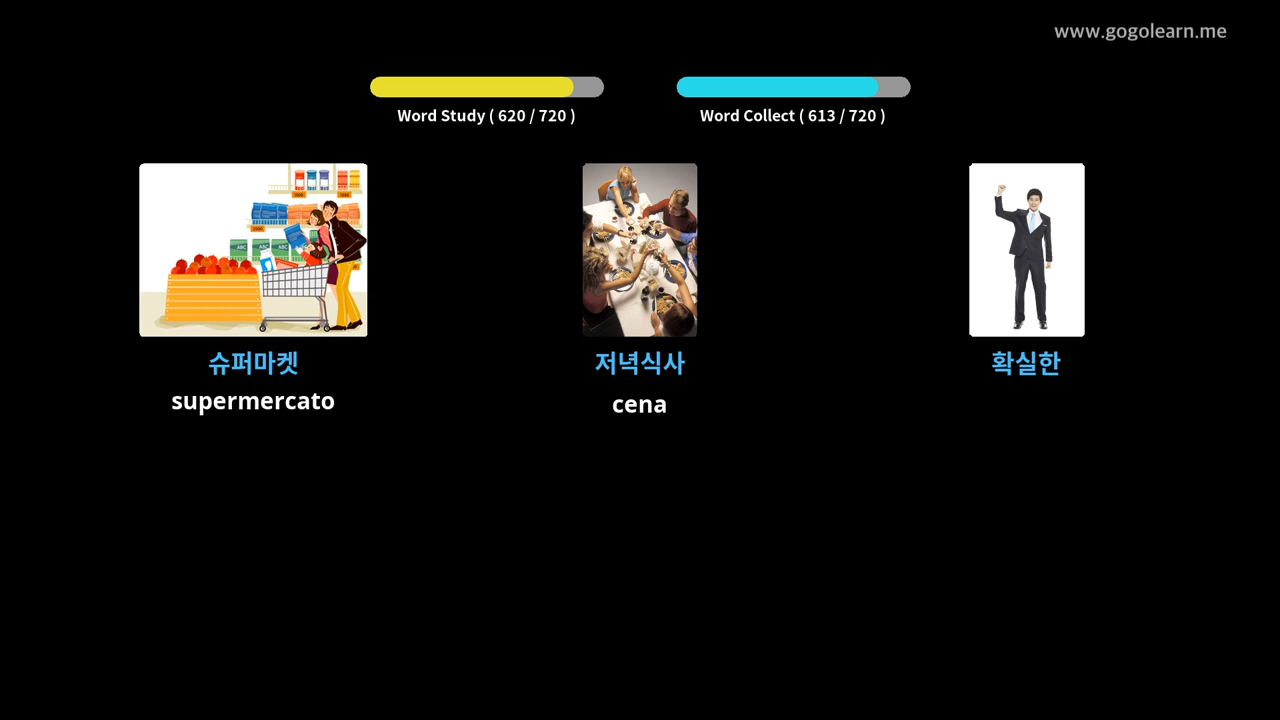 www.gogolearn.me
Word Study ( 620 / 720 )
Word Collect ( 613 / 720 )
슈퍼마켓
저녁식사
확실한
supermercato
cena